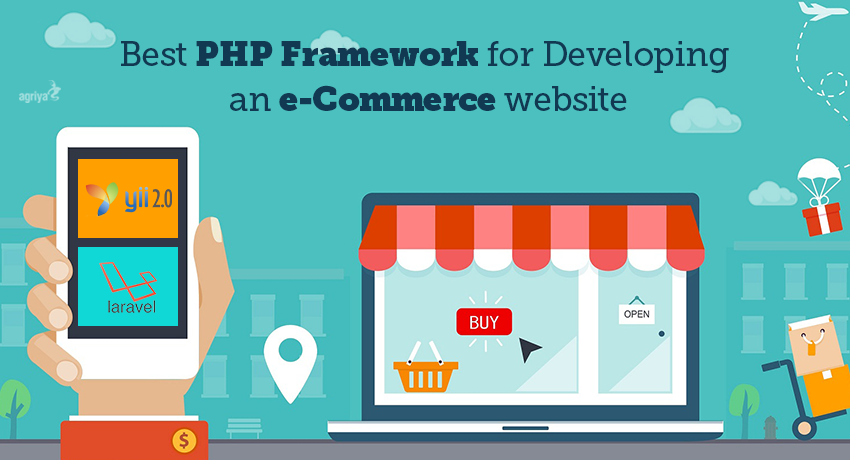 Best PHP Framework for Developing
an e-Commerce website
agriya
yii 2.0
laravel
BUY
OPEN
$